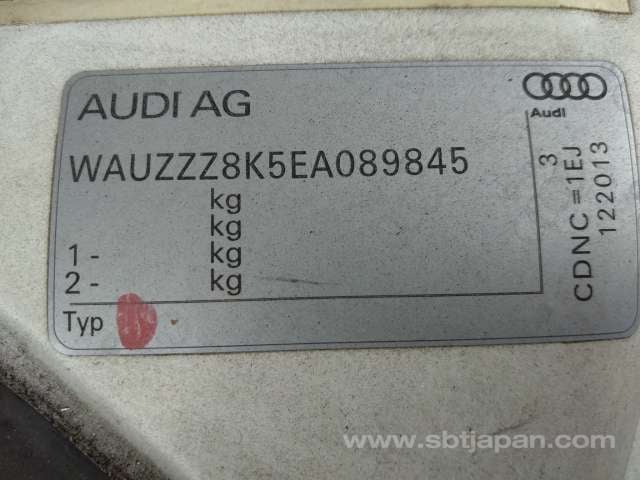 AUDI AG
Audi
WAUZZZ8K5EA089845
kg
kg
1 - kg
2 - kg
Typ
3
CDNC = 1EJ
122013
www.sbtjapan.com